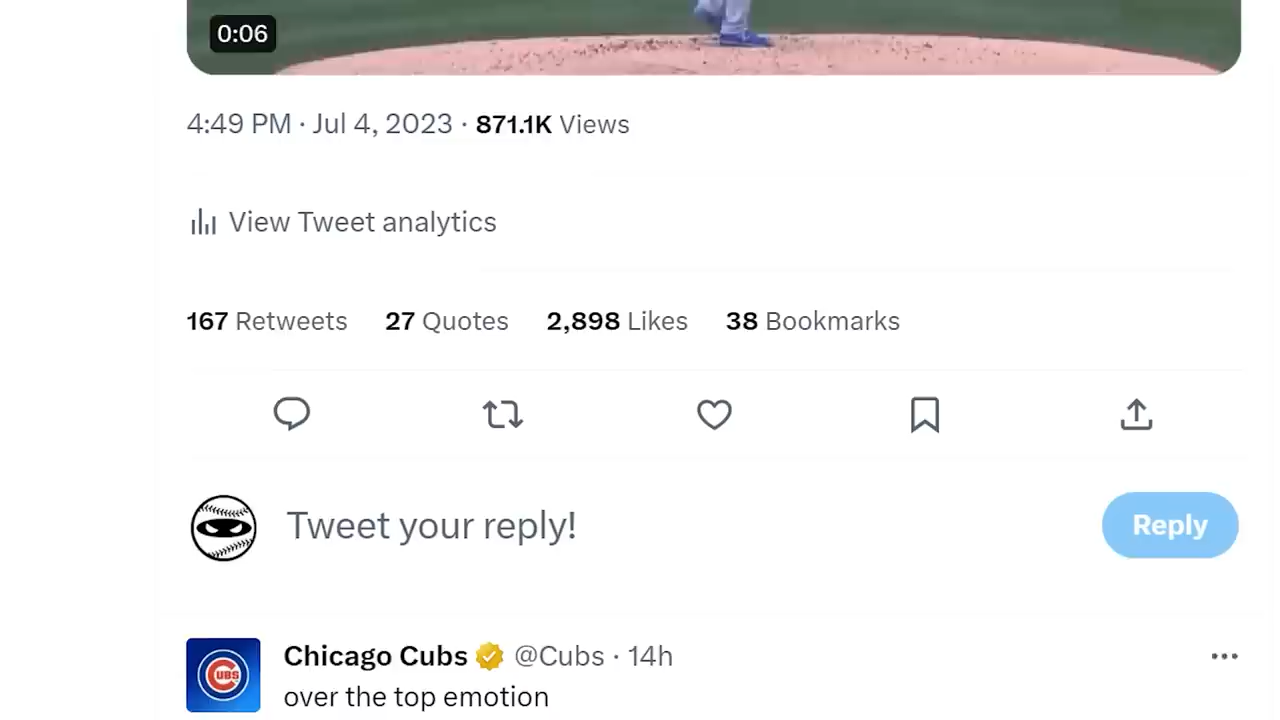 0:06
4:49 PM · Jul 4, 2023 · 871.1K Views
View Tweet analytics
167 Retweets 27 Quotes 2,898 Likes 38 Bookmarks
Tweet your reply!
Reply
CUBS
Chicago Cubs @Cubs · 14h
over the top emotion